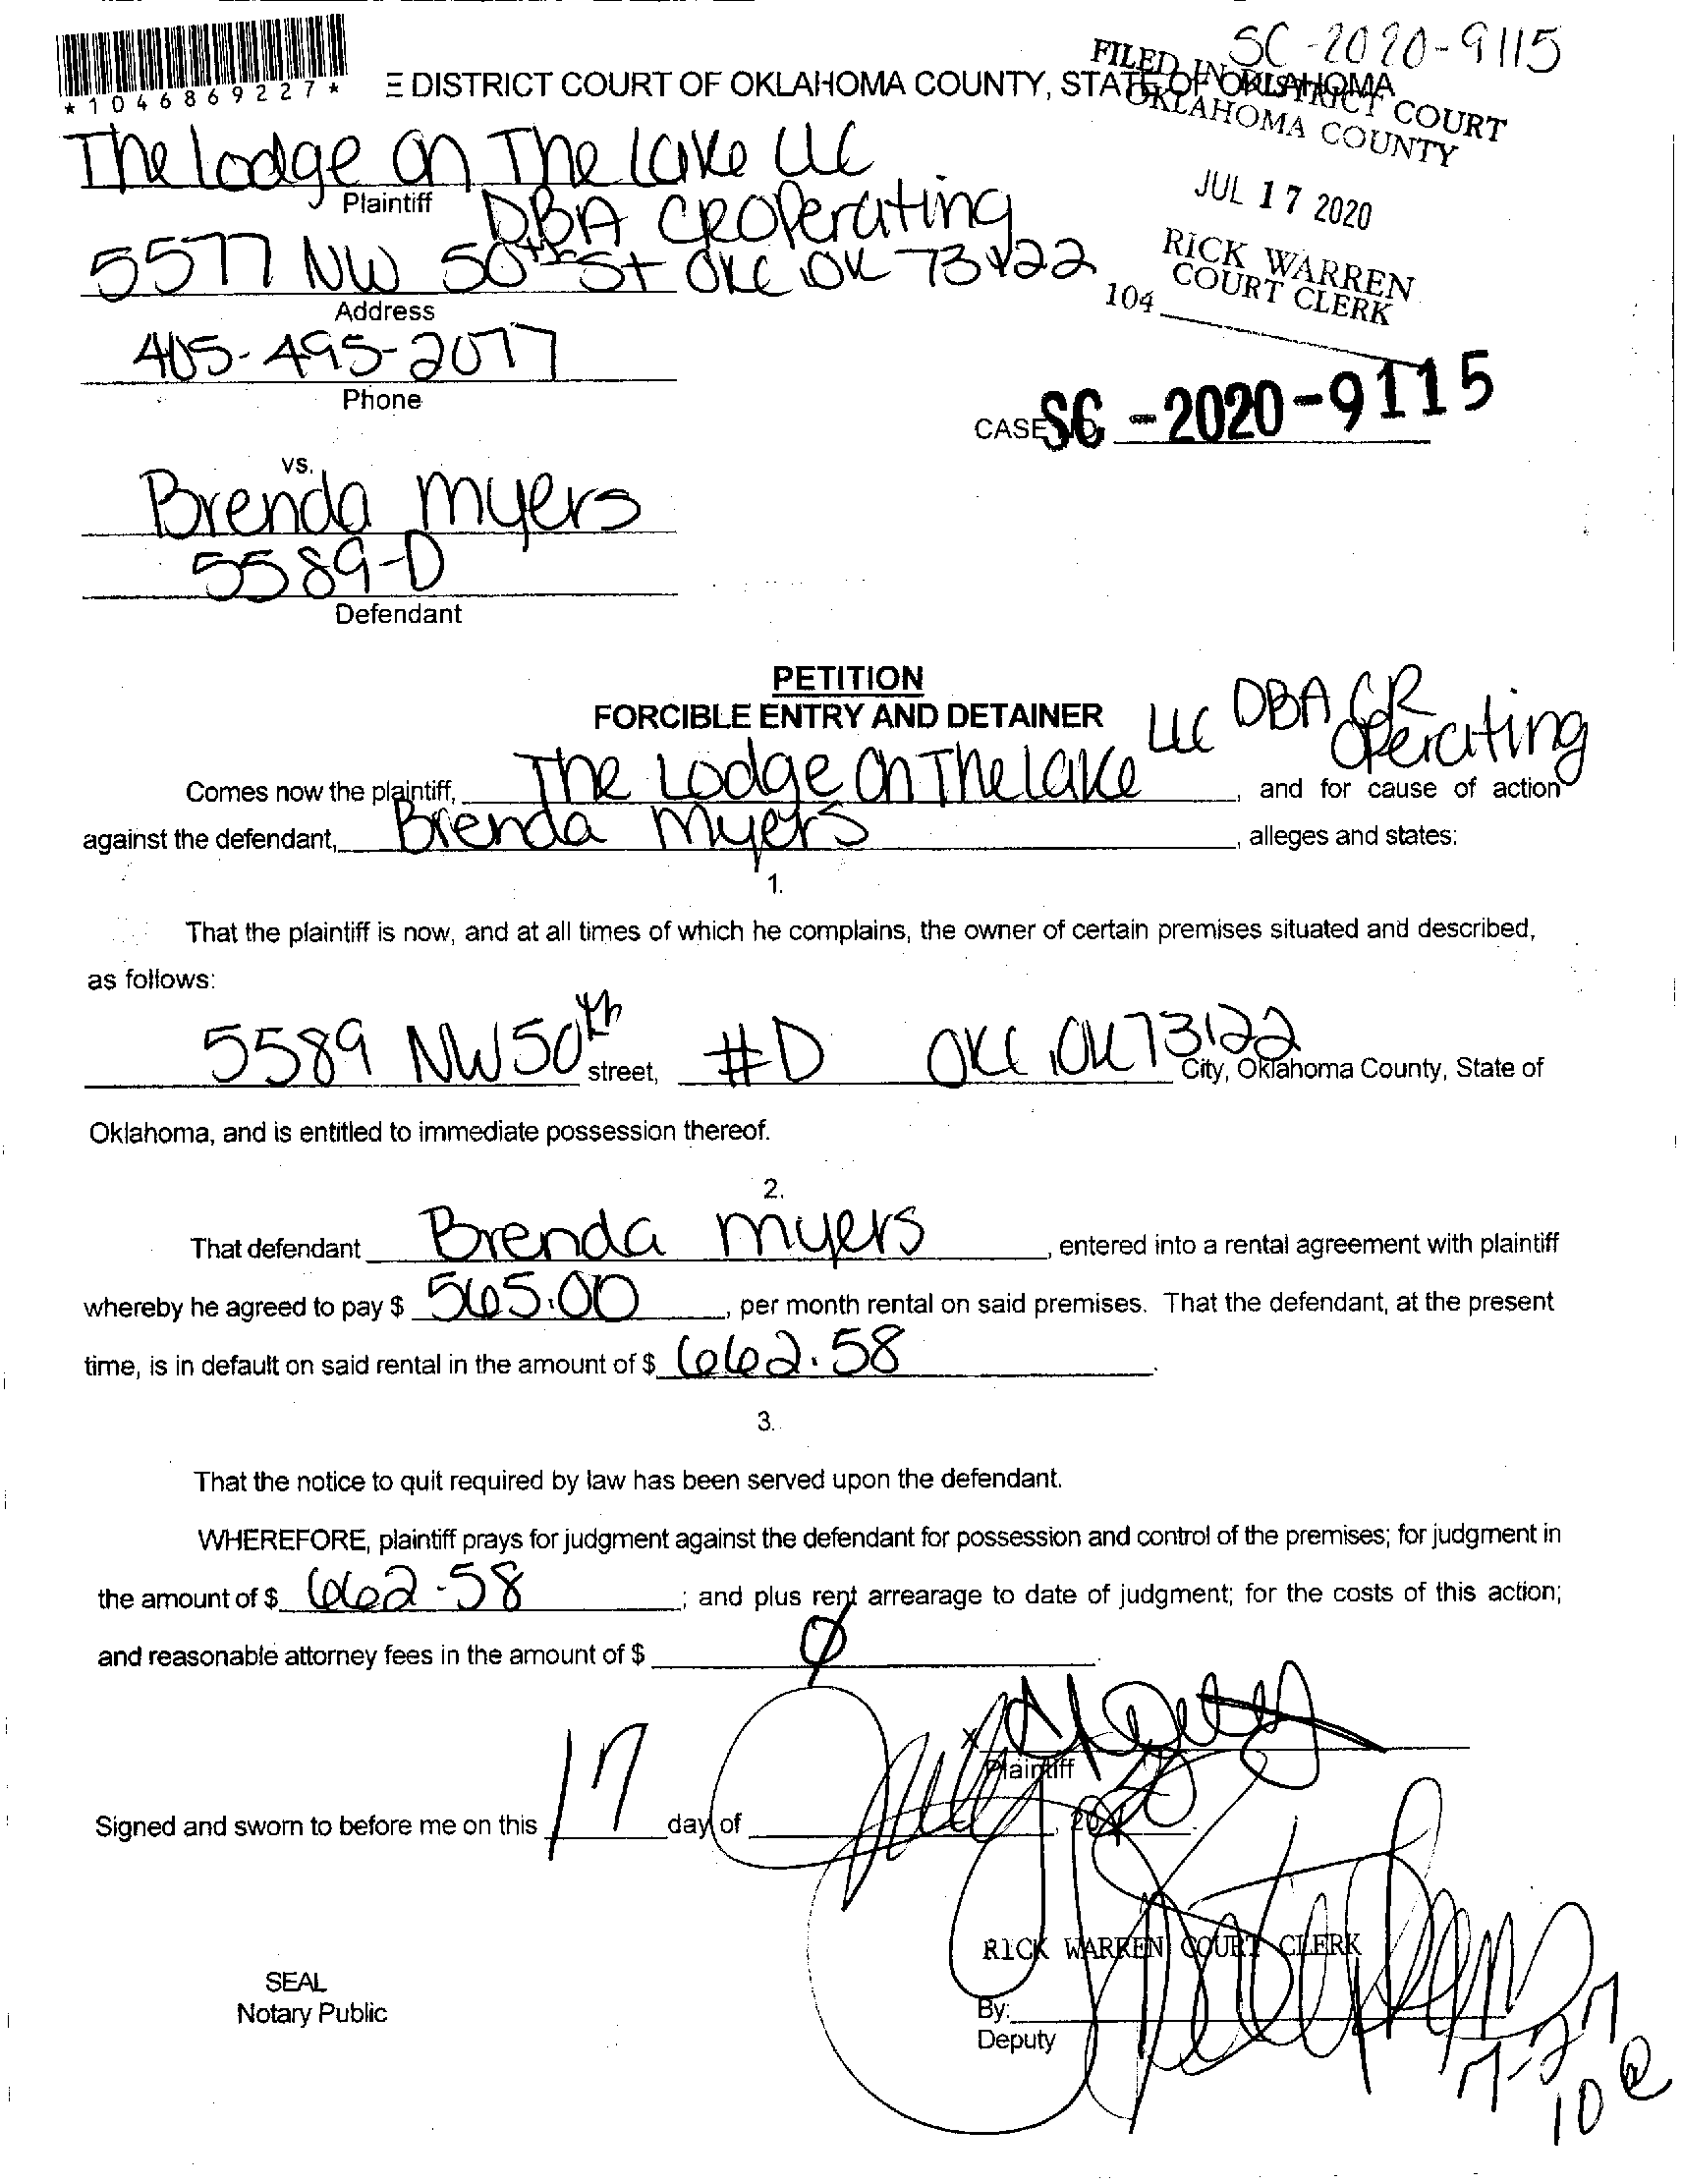 SC-2020-9115
FILED IN DISTRICT COURT
OKLAHOMA COUNTY
*1046869227*
E DISTRICT COURT OF OKLAHOMA COUNTY, STATE OF OKLAHOMA
JUL 17 2020
RICK WARREN
COURT CLERK
104
The Lodge On The Lake LLC
Plaintiff
DBA CROperating
5577 NW 50th St OKC OK 73122
Address
405-495-2077
Phone
CASE NO. SC-2020-9115
vs.
Brenda Myers
5589-D
Defendant
PETITION
FORCIBLE ENTRY AND DETAINER
Comes now the plaintiff, The Lodge On The Lake LLC DBA CR Operating, and for cause of action
against the defendant, Brenda Myers, alleges and states:
1.
That the plaintiff is now, and at all times of which he complains, the owner of certain premises situated and described,
as follows:
5589 NW 50th street, #D OKC OK 73122 City, Oklahoma County, State of
Oklahoma, and is entitled to immediate possession thereof.
2.
That defendant Brenda Myers, entered into a rental agreement with plaintiff
whereby he agreed to pay $ 565.00, per month rental on said premises. That the defendant, at the present
time, is in default on said rental in the amount of $ 662.58.
3.
That the notice to quit required by law has been served upon the defendant.
WHEREFORE, plaintiff prays for judgment against the defendant for possession and control of the premises; for judgment in
the amount of $ 662.58; and plus rent arrearage to date of judgment; for the costs of this action;
and reasonable attorney fees in the amount of $ Ø.
x
Plaintiff
Signed and sworn to before me on this 17 day of July, 2020.
RICK WARREN COURT CLERK
SEAL
Notary Public
By:
Deputy
7-27
10 @